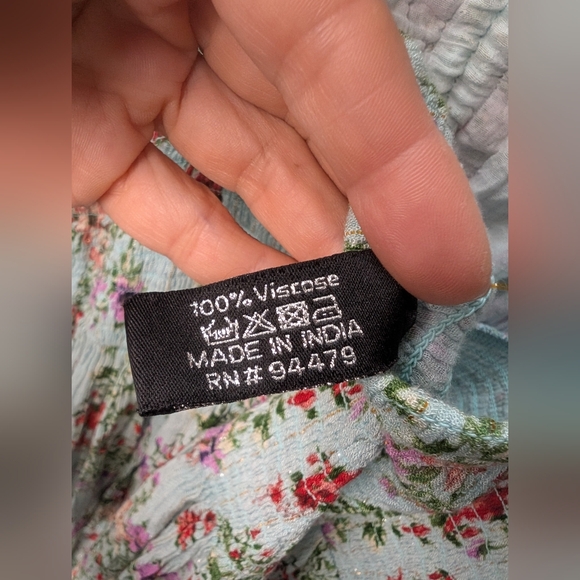 100% Viscose
MADE IN INDIA
RN# 94479